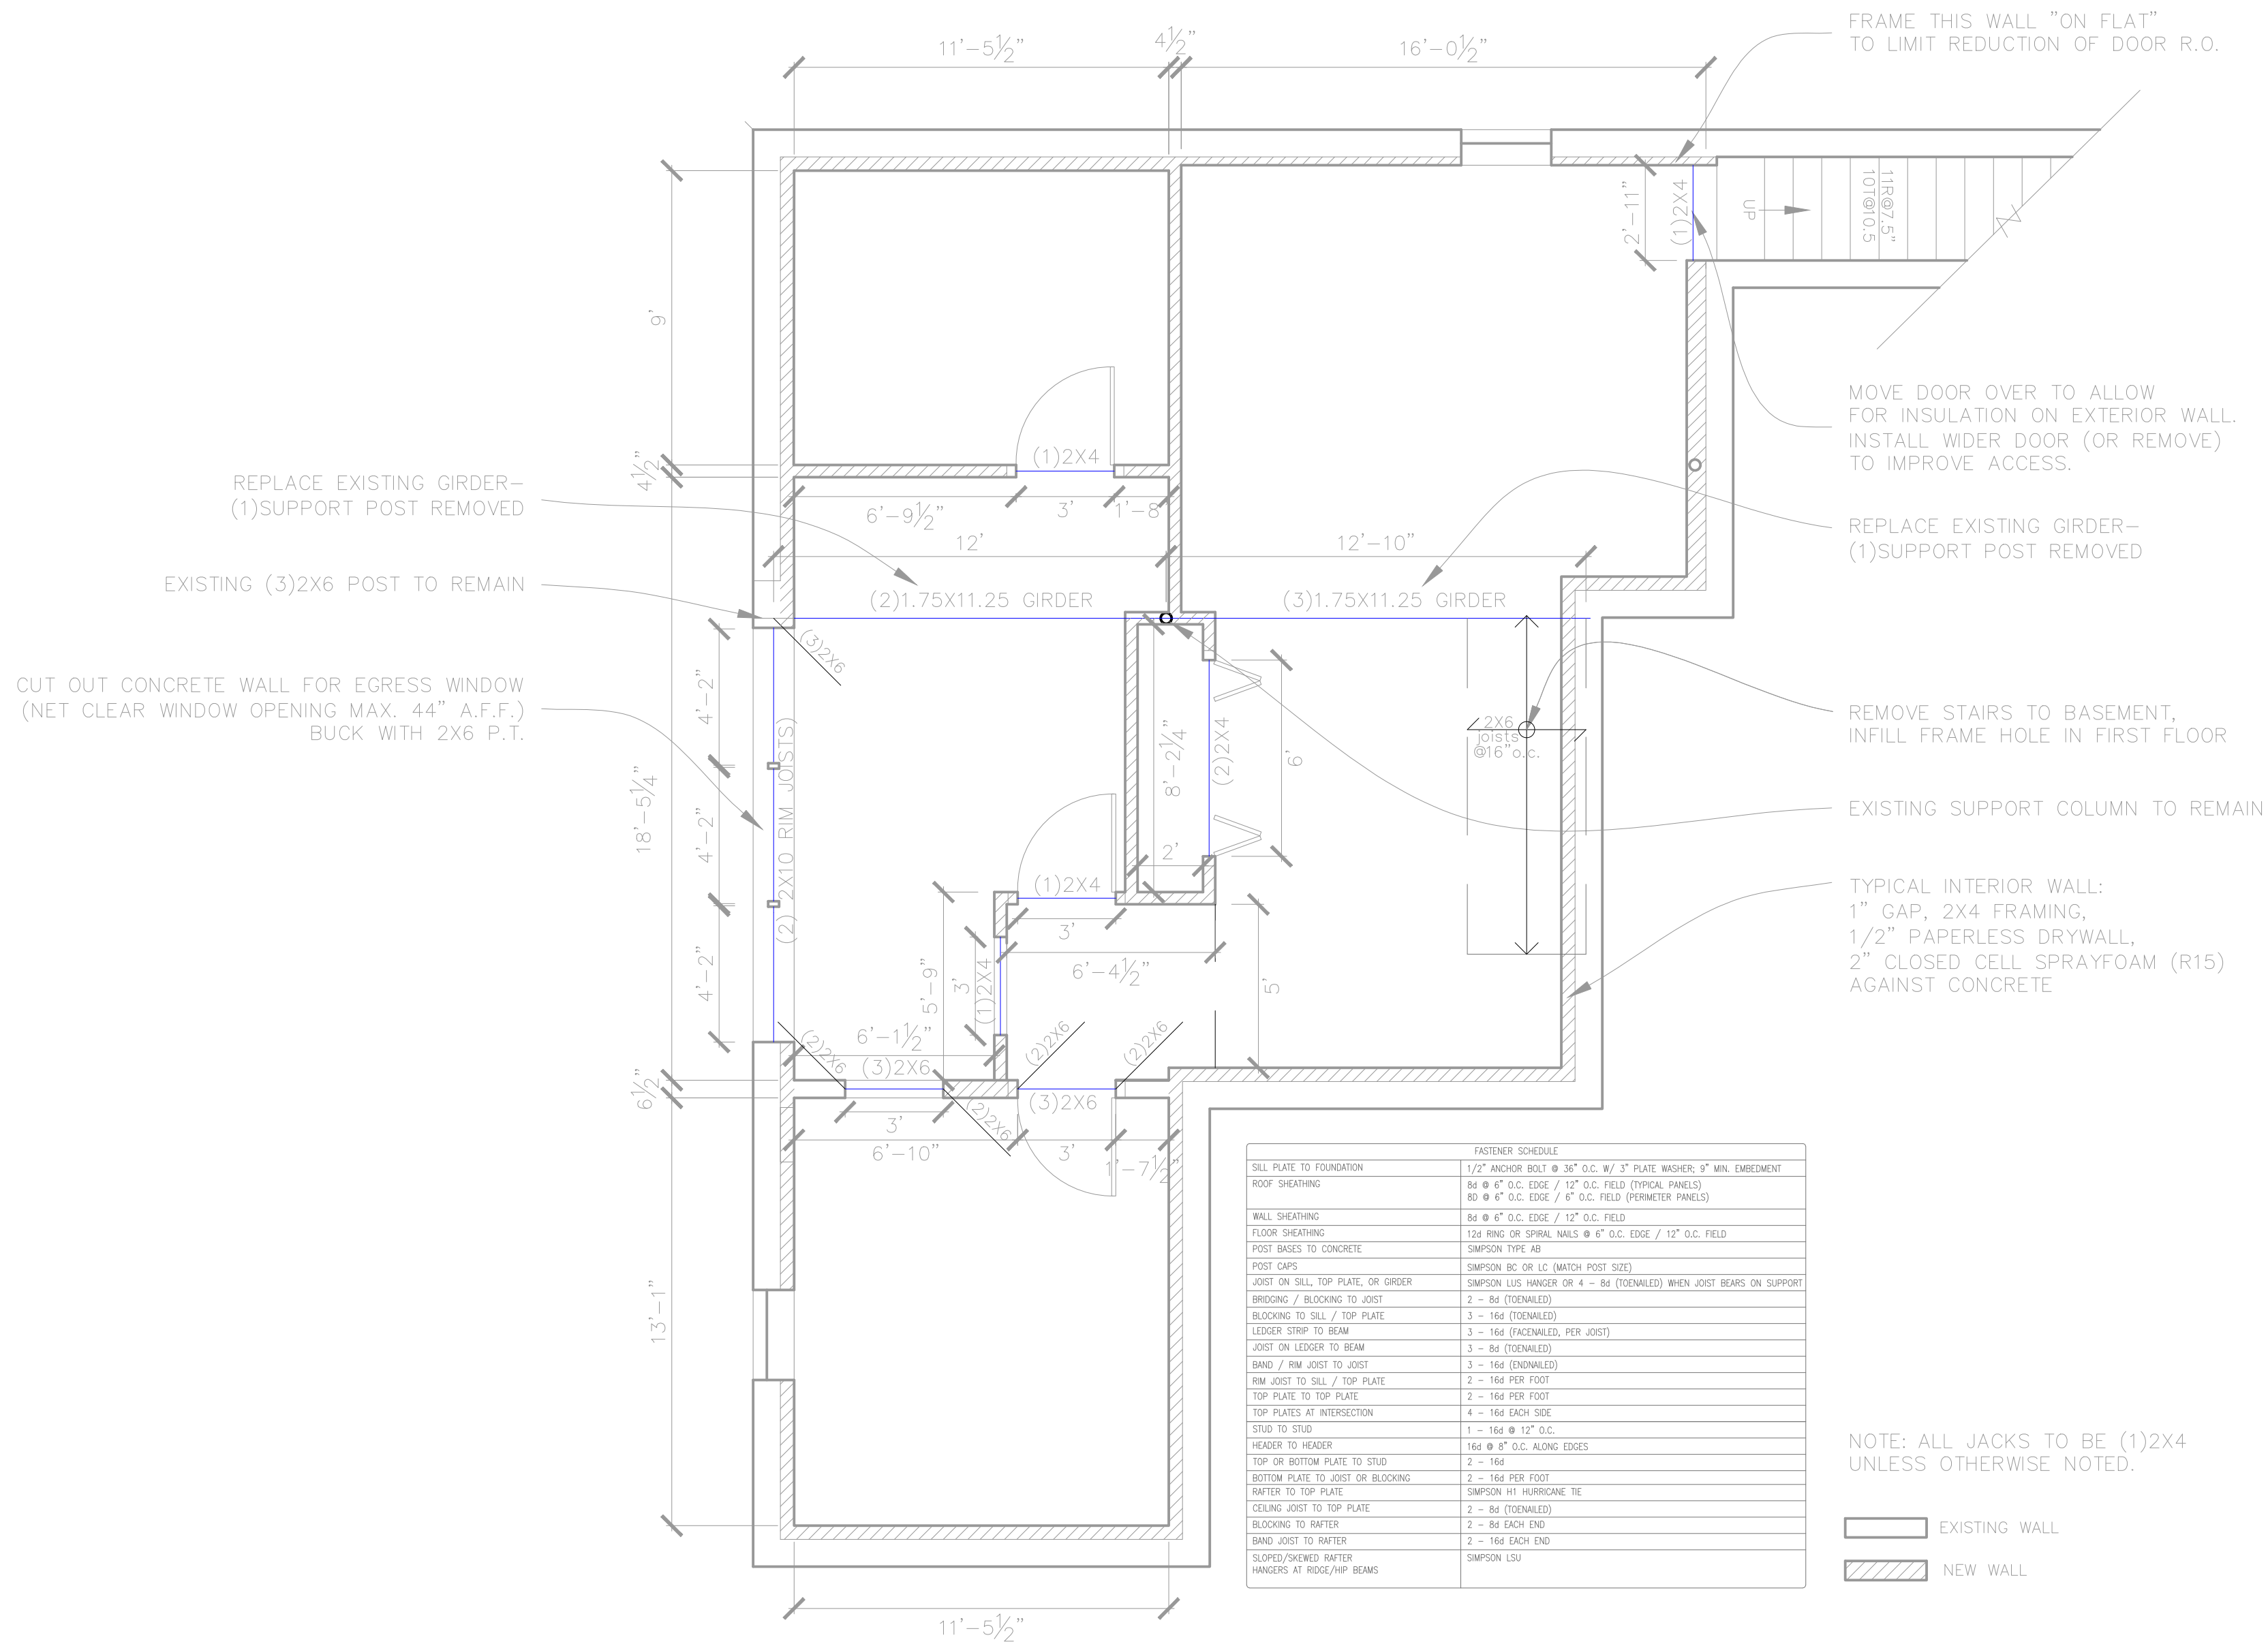 FRAME THIS WALL "ON FLAT"
TO LIMIT REDUCTION OF DOOR R.O.
11'-5½"
4½"
16'-0½"
2'-11"
(1)2X4
UP
11R@7.5"
10T@10.5
9'
MOVE DOOR OVER TO ALLOW
FOR INSULATION ON EXTERIOR WALL.
INSTALL WIDER DOOR (OR REMOVE)
TO IMPROVE ACCESS.
(1)2X4
4½"
REPLACE EXISTING GIRDER-
(1)SUPPORT POST REMOVED
6'-9½"
3'
1'-8
12'
12'-10"
REPLACE EXISTING GIRDER-
(1)SUPPORT POST REMOVED
EXISTING (3)2X6 POST TO REMAIN
(2)1.75X11.25 GIRDER
(3)1.75X11.25 GIRDER
(3)2X6
CUT OUT CONCRETE WALL FOR EGRESS WINDOW
(NET CLEAR WINDOW OPENING MAX. 44" A.F.F.)
BUCK WITH 2X6 P.T.
4'-2"
4'-2"
4'-2"
18'-5¼"
(2) 2X10 RIM JOISTS)
8'-2¼"
(2)2X4
6'
2X6
joists
@16"o.c.
REMOVE STAIRS TO BASEMENT,
INFILL FRAME HOLE IN FIRST FLOOR
EXISTING SUPPORT COLUMN TO REMAIN
2'
(1)2X4
3'
6'-4½"
5'-9"
3'
(1)2X4
5'
TYPICAL INTERIOR WALL:
1" GAP, 2X4 FRAMING,
1/2" PAPERLESS DRYWALL,
2" CLOSED CELL SPRAYFOAM (R15)
AGAINST CONCRETE
6'-1½"
(2)2X6
(3)2X6
(2)2X6
(2)2X6
6½"
(3)2X6
(2)2X6
3'
6'-10"
3'
1'-7½"
13'-1"
11'-5½"
FASTENER SCHEDULE
SILL PLATE TO FOUNDATION 1/2" ANCHOR BOLT @ 36" O.C. W/ 3" PLATE WASHER; 9" MIN. EMBEDMENT
ROOF SHEATHING 8d @ 6" O.C. EDGE / 12" O.C. FIELD (TYPICAL PANELS)
8D @ 6" O.C. EDGE / 6" O.C. FIELD (PERIMETER PANELS)
WALL SHEATHING 8d @ 6" O.C. EDGE / 12" O.C. FIELD
FLOOR SHEATHING 12d RING OR SPIRAL NAILS @ 6" O.C. EDGE / 12" O.C. FIELD
POST BASES TO CONCRETE SIMPSON TYPE AB
POST CAPS SIMPSON BC OR LC (MATCH POST SIZE)
JOIST ON SILL, TOP PLATE, OR GIRDER SIMPSON LUS HANGER OR 4 - 8d (TOENAILED) WHEN JOIST BEARS ON SUPPORT
BRIDGING / BLOCKING TO JOIST 2 - 8d (TOENAILED)
BLOCKING TO SILL / TOP PLATE 3 - 16d (TOENAILED)
LEDGER STRIP TO BEAM 3 - 16d (FACENAILED, PER JOIST)
JOIST ON LEDGER TO BEAM 3 - 8d (TOENAILED)
BAND / RIM JOIST TO JOIST 3 - 16d (ENDNAILED)
RIM JOIST TO SILL / TOP PLATE 2 - 16d PER FOOT
TOP PLATE TO TOP PLATE 2 - 16d PER FOOT
TOP PLATES AT INTERSECTION 4 - 16d EACH SIDE
STUD TO STUD 1 - 16d @ 12" O.C.
HEADER TO HEADER 16d @ 8" O.C. ALONG EDGES
TOP OR BOTTOM PLATE TO STUD 2 - 16d
BOTTOM PLATE TO JOIST OR BLOCKING 2 - 16d PER FOOT
RAFTER TO TOP PLATE SIMPSON H1 HURRICANE TIE
CEILING JOIST TO TOP PLATE 2 - 8d (TOENAILED)
BLOCKING TO RAFTER 2 - 8d EACH END
BAND JOIST TO RAFTER 2 - 16d EACH END
SLOPED/SKEWED RAFTER SIMPSON LSU
HANGERS AT RIDGE/HIP BEAMS
NOTE: ALL JACKS TO BE (1)2X4
UNLESS OTHERWISE NOTED.
EXISTING WALL
NEW WALL